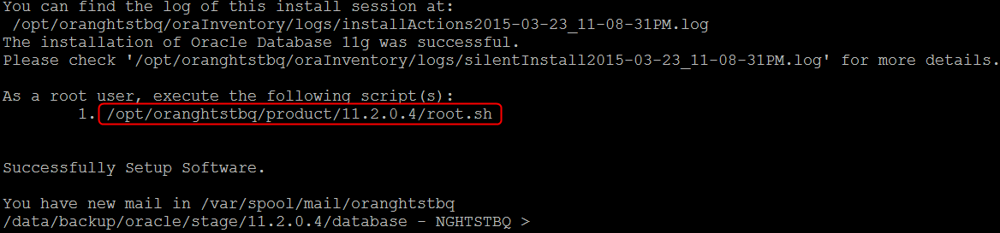 You can find the log of this install session at:
/opt/oranghtstbq/oraInventory/logs/installActions2015-03-23_11-08-31PM.log
The installation of Oracle Database 11g was successful.
Please check '/opt/oranghtstbq/oraInventory/logs/silentInstall2015-03-23_11-08-31PM.log' for more details.
As a root user, execute the following script(s):
1. /opt/oranghtstbq/product/11.2.0.4/root.sh
Successfully Setup Software.
You have new mail in /var/spool/mail/oranghtstbq
/data/backup/oracle/stage/11.2.0.4/database - NGHTSTBQ >